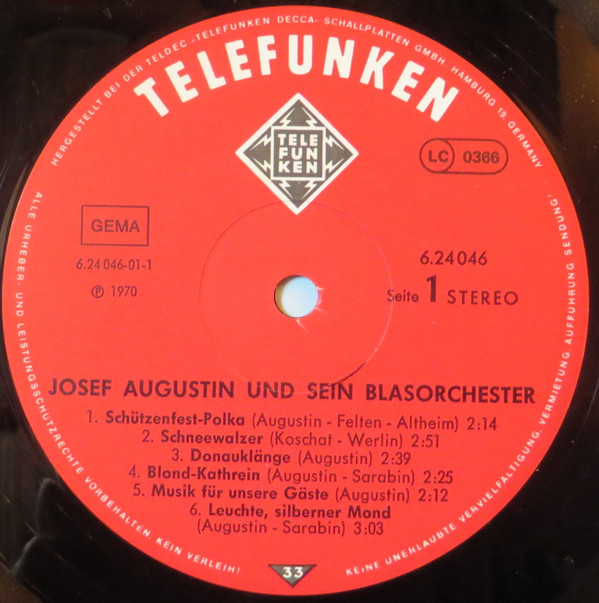 HERGESTELLT BEI DER TELDEC »TELEFUNKEN DECCA« SCHALLPLATTEN GMBH, HAMBURG 19, GERMANY
TELEFUNKEN
TELE
FUN
KEN
LC 0366
GEMA
6.24046-01-1
℗ 1970
6.24046
Seite 1 STEREO
JOSEF AUGUSTIN UND SEIN BLASORCHESTER
1. Schützenfest-Polka (Augustin - Felten - Altheim) 2:14
2. Schneewalzer (Koschat - Werlin) 2:51
3. Donauklänge (Augustin) 2:39
4. Blond-Kathrein (Augustin - Sarabin) 2:25
5. Musik für unsere Gäste (Augustin) 2:12
6. Leuchte, silberner Mond
(Augustin - Sarabin) 3:03
33
ALLE URHEBER- UND LEISTUNGSSCHUTZRECHTE VORBEHALTEN. KEIN VERLEIH!
KEINE UNERLAUBTE VERVIELFÄLTIGUNG, VERMIETUNG, AUFFÜHRUNG, SENDUNG!